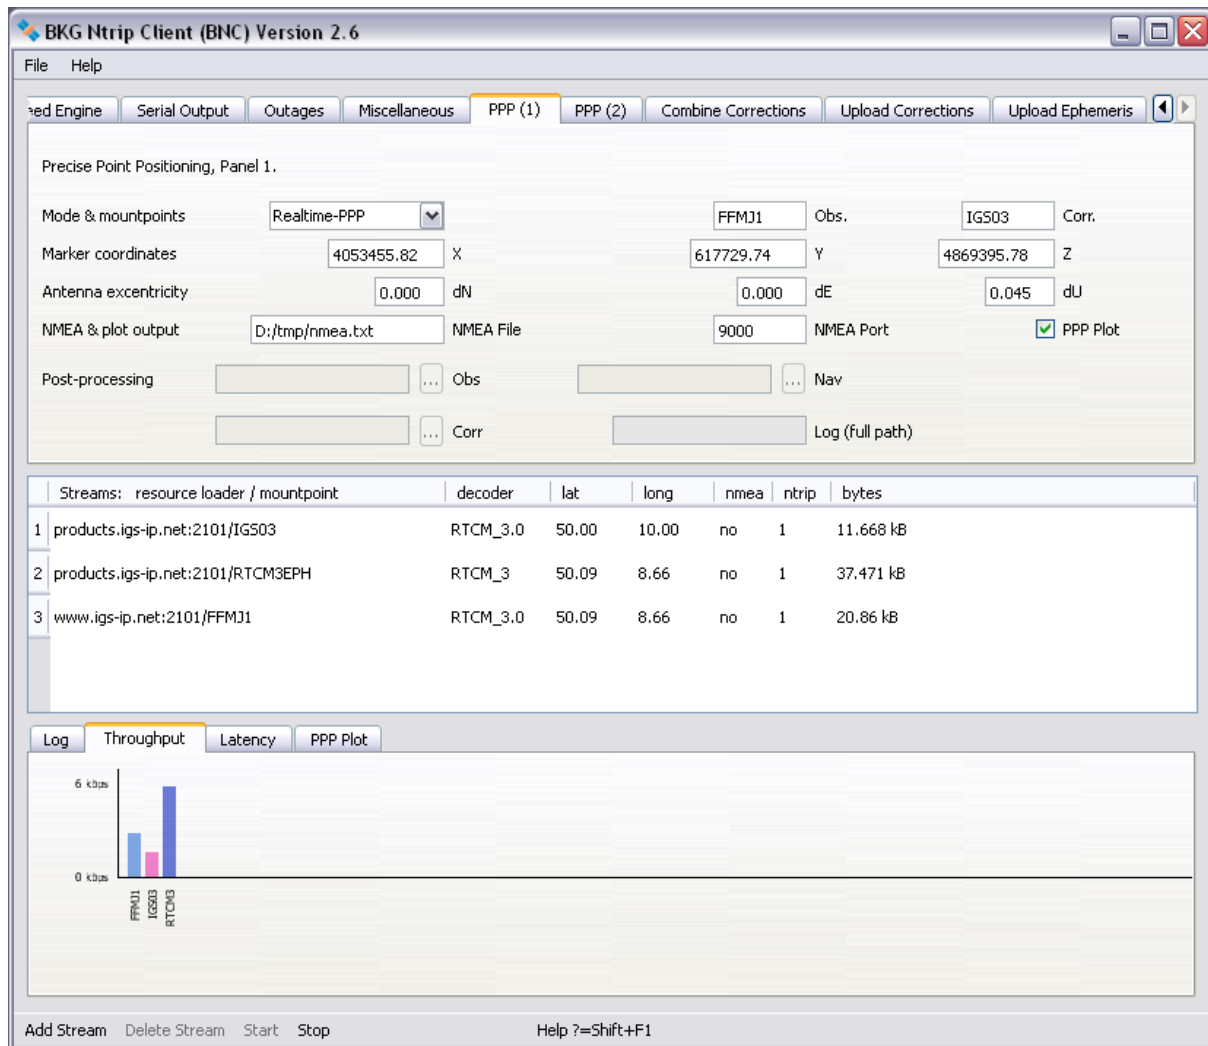 BKG Ntrip Client (BNC) Version 2.6
File Help
eed Engine Serial Output Outages Miscellaneous PPP (1) PPP (2) Combine Corrections Upload Corrections Upload Ephemeris
Precise Point Positioning, Panel 1.
Mode & mountpoints Realtime-PPP FFMJ1 Obs. IGS03 Corr.
Marker coordinates 4053455.82 X 617729.74 Y 4869395.78 Z
Antenna excentricity 0.000 dN 0.000 dE 0.045 dU
NMEA & plot output D:/tmp/nmea.txt NMEA File 9000 NMEA Port PPP Plot
Post-processing ... Obs ... Nav
... Corr Log (full path)
Streams: resource loader / mountpoint decoder lat long nmea ntrip bytes
1 products.igs-ip.net:2101/IGS03 RTCM_3.0 50.00 10.00 no 1 11.668 kB
2 products.igs-ip.net:2101/RTCM3EPH RTCM_3 50.09 8.66 no 1 37.471 kB
3 www.igs-ip.net:2101/FFMJ1 RTCM_3.0 50.09 8.66 no 1 20.86 kB
Log Throughput Latency PPP Plot
6 kbps
0 kbps
FFMJ1
IGS03
RTCM3
Add Stream Delete Stream Start Stop Help ?=Shift+F1